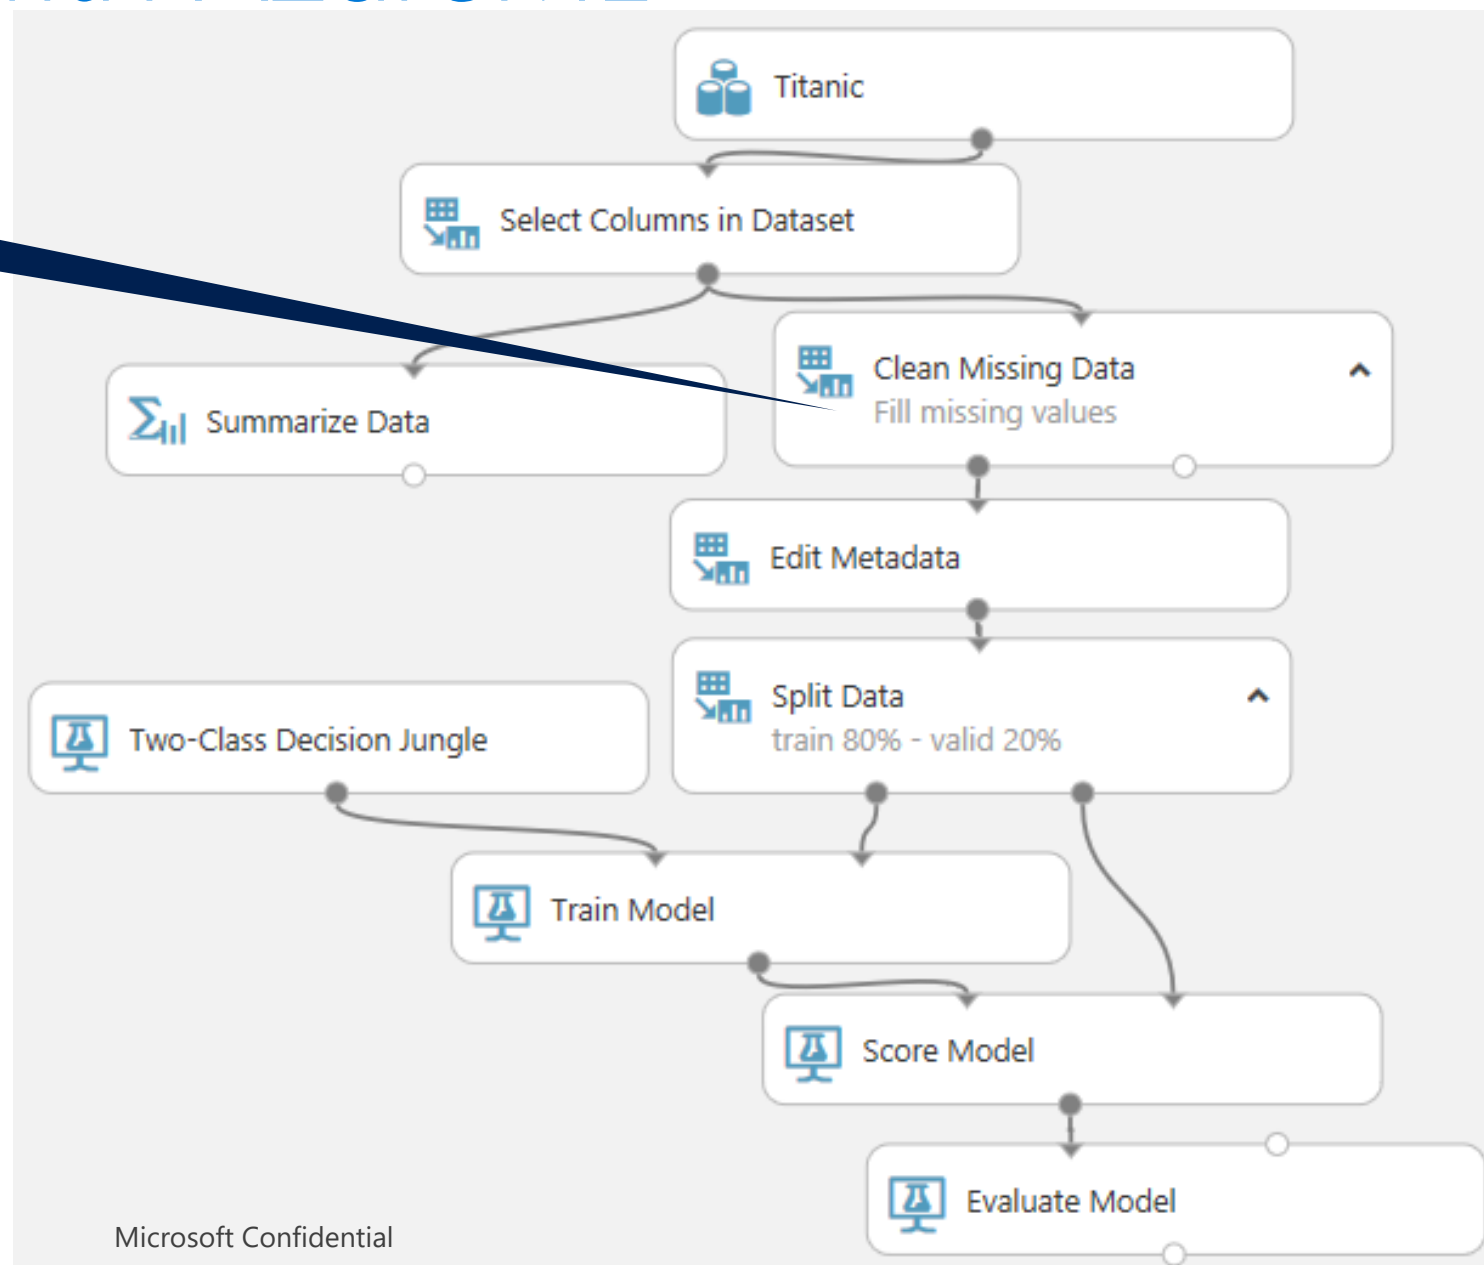 Titanic
Select Columns in Dataset
Clean Missing Data
Fill missing values
Summarize Data
Edit Metadata
Split Data
train 80% - valid 20%
Two-Class Decision Jungle
Train Model
Score Model
Evaluate Model
Microsoft Confidential